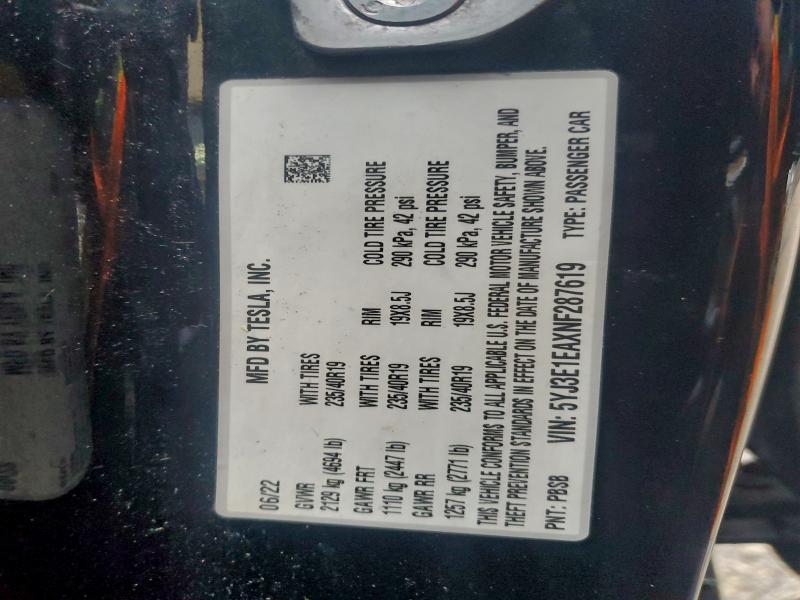 MFD BY TESLA, INC.
06/22
GVWR WITH TIRES
2129 kg (4694 lb) 235/40R19
GAWR FRT WITH TIRES RIM COLD TIRE PRESSURE
1110 kg (2447 lb) 235/40R19 19X8.5J 290 kPa, 42 psi
GAWR RR WITH TIRES RIM COLD TIRE PRESSURE
1257 kg (2771 lb) 235/40R19 19X8.5J 290 kPa, 42 psi
THIS VEHICLE CONFORMS TO ALL APPLICABLE U.S. FEDERAL MOTOR VEHICLE SAFETY, BUMPER, AND
THEFT PREVENTION STANDARDS IN EFFECT ON THE DATE OF MANUFACTURE SHOWN ABOVE.
PNT: PBSB VIN: 5YJ3E1EAXNF287619 TYPE: PASSENGER CAR